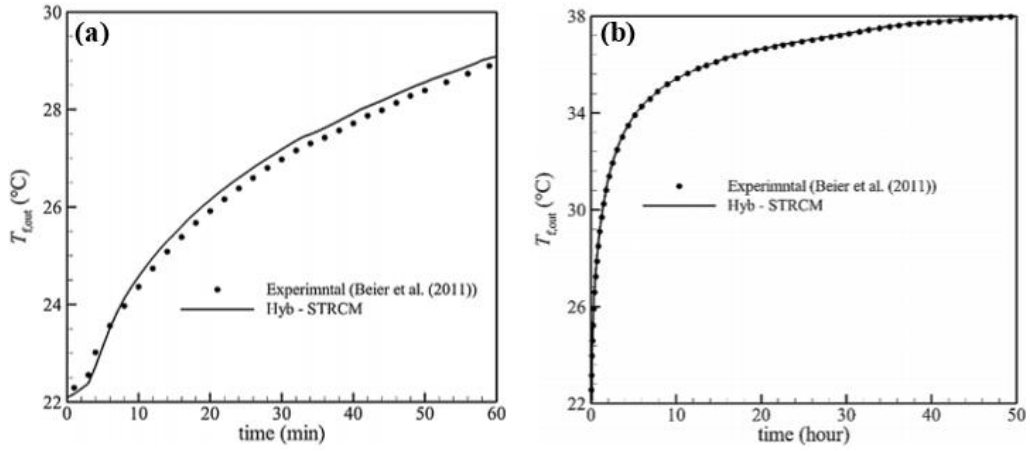 (a)
30
28
26
24
22
T_f,out (°C)
0 10 20 30 40 50 60
time (min)
Experimntal (Beier et al. (2011))
Hyb - STRCM
(b)
38
34
30
26
22
T_f,out (°C)
0 10 20 30 40 50
time (hour)
Experimntal (Beier et al. (2011))
Hyb - STRCM